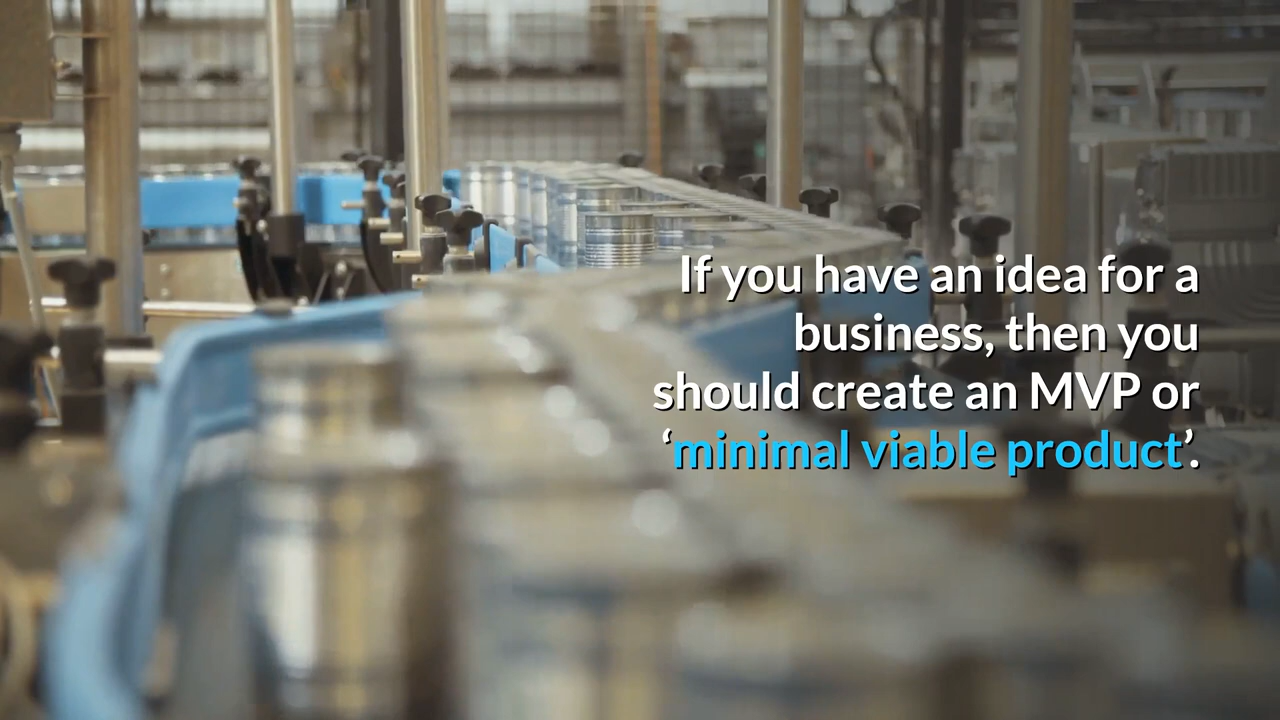 If you have an idea for a
business, then you
should create an MVP or
‘minimal viable product’.